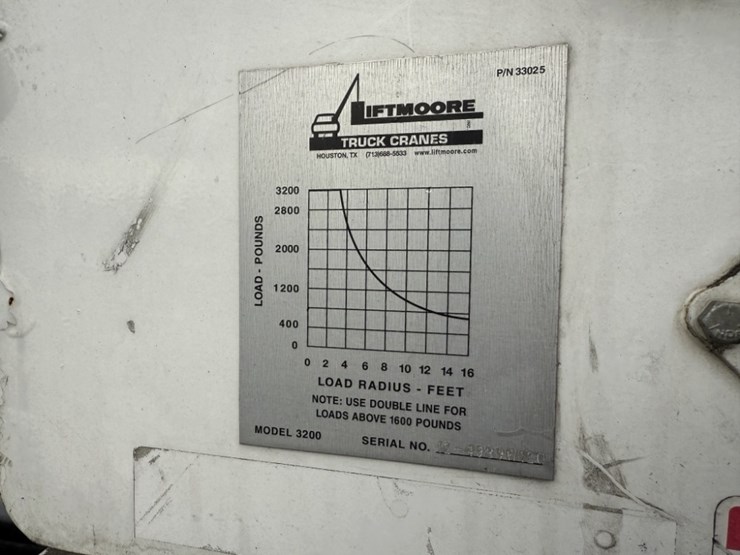 P/N 33025
LIFTMOORE
TRUCK CRANES
HOUSTON, TX (713)688-5533 www.liftmoore.com
3200
2800
2000
1200
400
0
LOAD - POUNDS
0 2 4 6 8 10 12 14 16
LOAD RADIUS - FEET
NOTE: USE DOUBLE LINE FOR
LOADS ABOVE 1600 POUNDS
MODEL 3200
SERIAL NO.